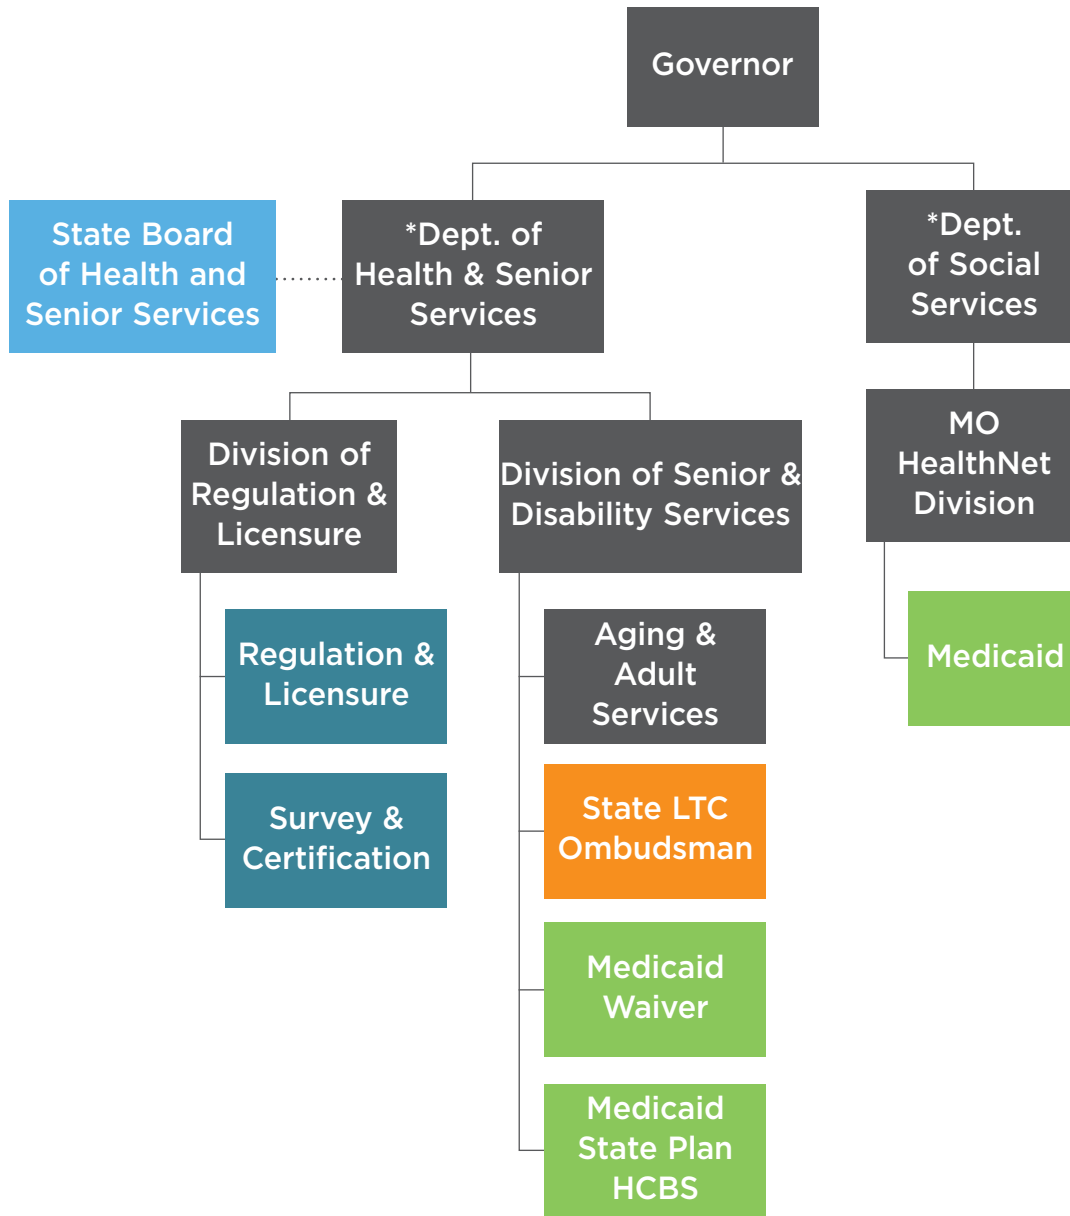 Governor
State Board
of Health and
Senior Services
*Dept. of
Health & Senior
Services
*Dept.
of Social
Services
Division of
Regulation &
Licensure
Division of Senior &
Disability Services
MO
HealthNet
Division
Regulation &
Licensure
Survey &
Certification
Aging &
Adult
Services
State LTC
Ombudsman
Medicaid
Waiver
Medicaid
State Plan
HCBS
Medicaid